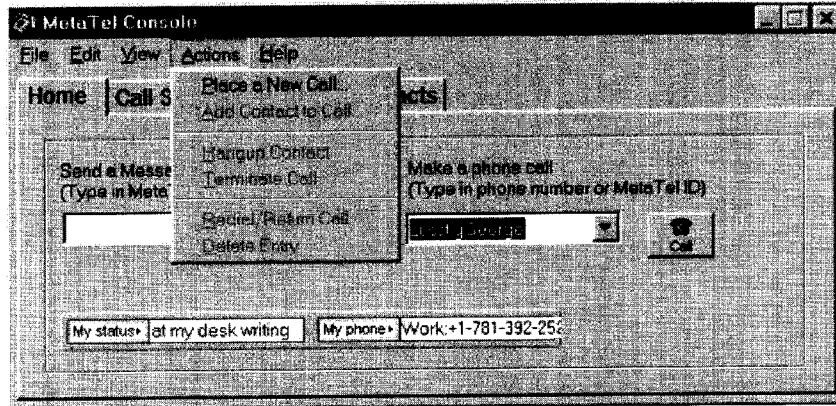 MetaTel Console
File Edit View Actions Help
Home Call S
Place a New Call...
Add Contact to Call
Hangup Contact
Terminate Call
Redial/Return Call
Delete Entry
Send a Messa
(Type in Meta
Make a phone call
(Type in phone number or MetaTel ID)
Call
My status at my desk writing
My phone Work:+1-781-392-25